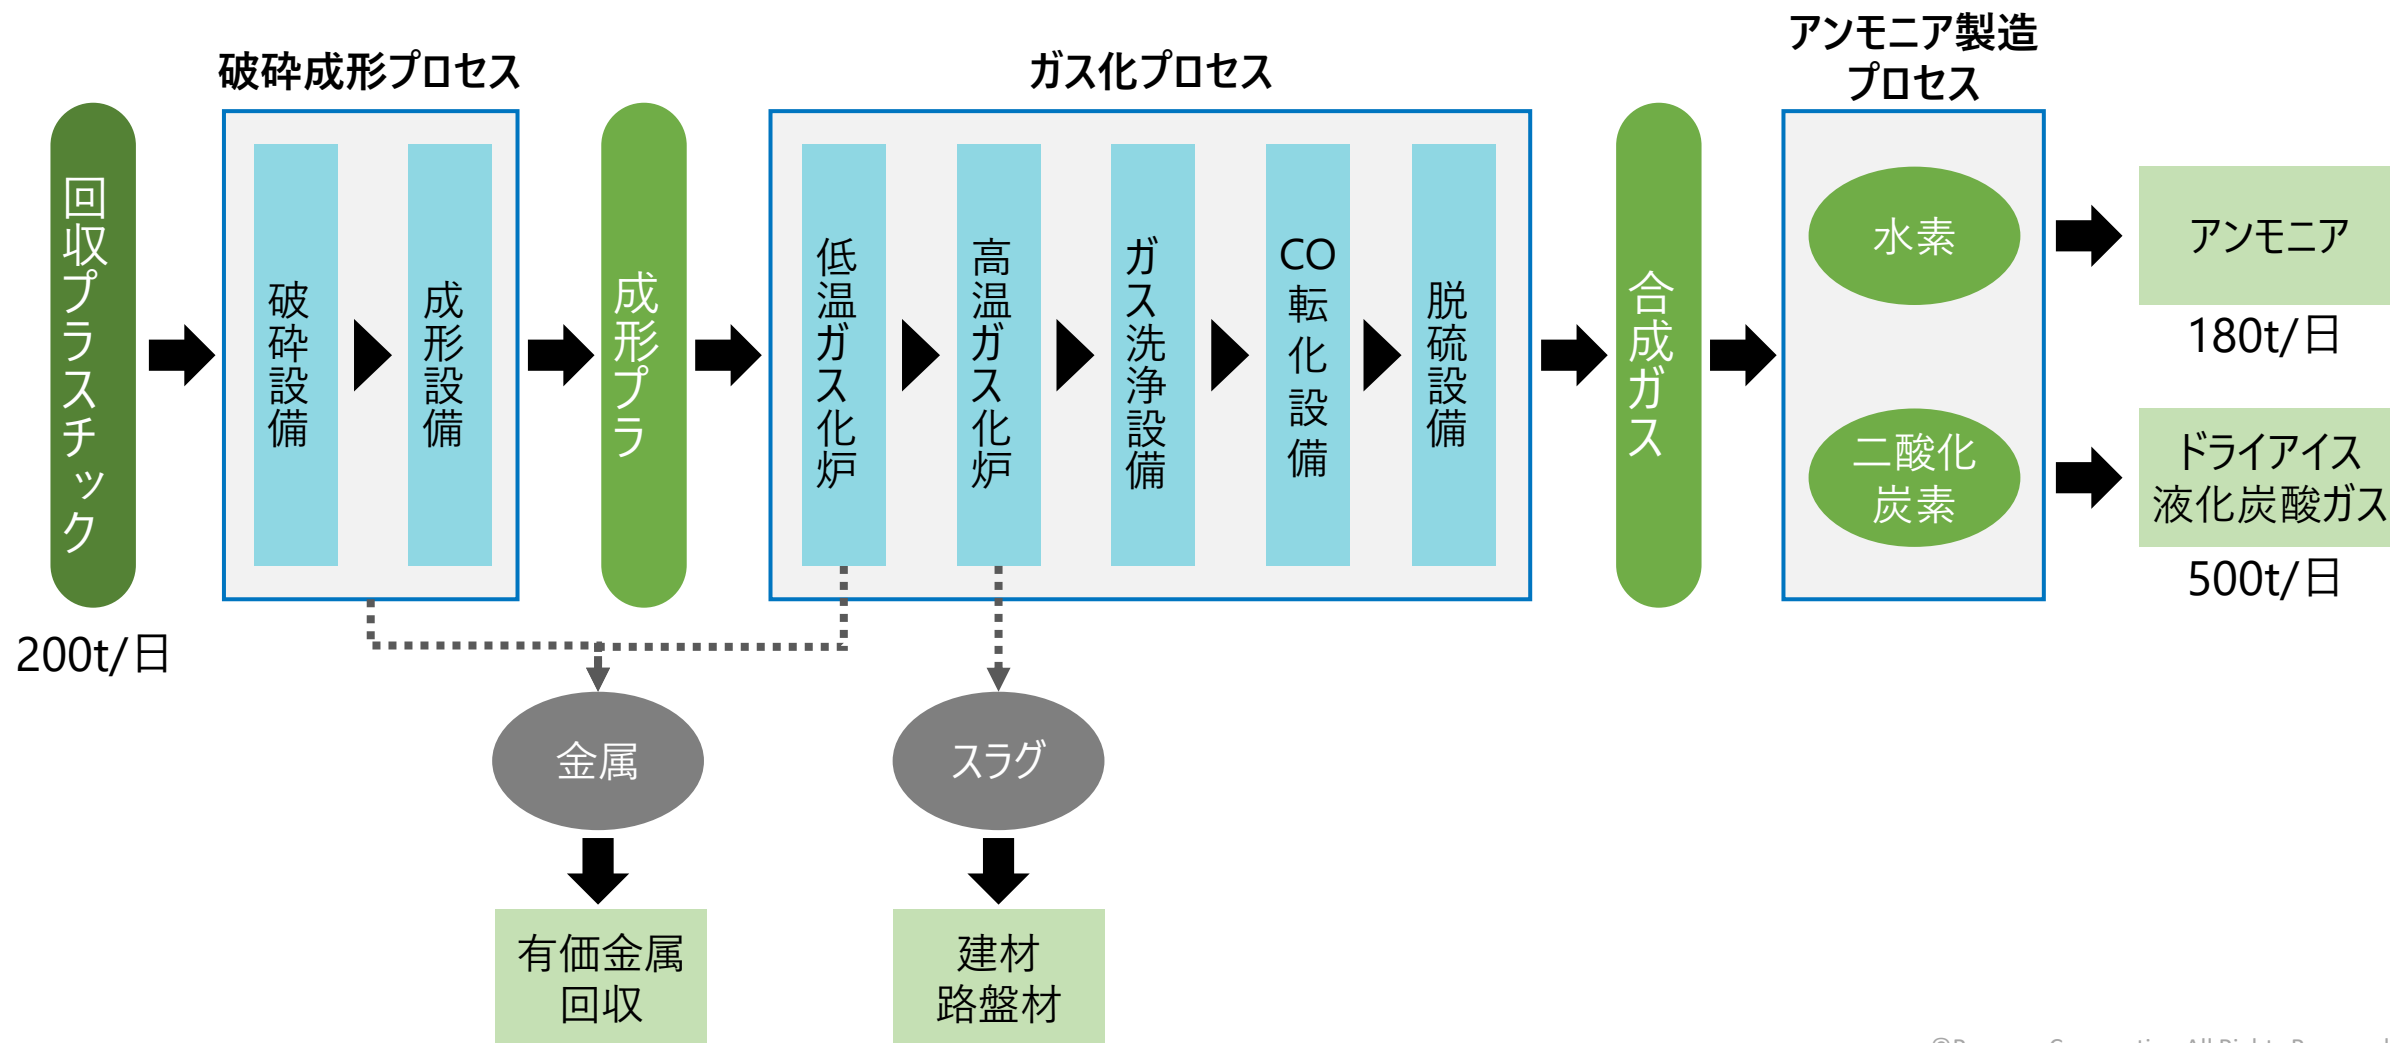 破砕成形プロセス
ガス化プロセス
アンモニア製造
プロセス
回収プラスチック
200t/日
破砕設備
成形設備
成形プラ
低温ガス化炉
高温ガス化炉
ガス洗浄設備
CO転化設備
脱硫設備
合成ガス
水素
二酸化
炭素
アンモニア
180t/日
ドライアイス
液化炭酸ガス
500t/日
金属
スラグ
有価金属
回収
建材
路盤材